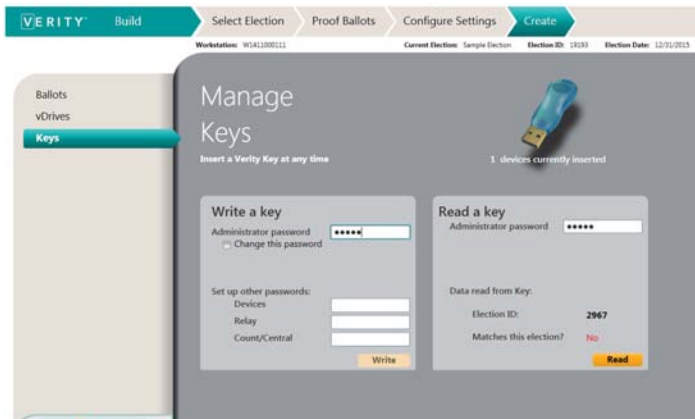 VERITY Build Select Election Proof Ballots Configure Settings Create
Workstation: W1411000111 Current Election: Sample Election Election ID: 19193 Election Date: 12/31/2015
Ballots
vDrives
Keys
Manage
Keys
Insert a Verity Key at any time
1 devices currently inserted
Write a key
Administrator password •••••
Change this password
Set up other passwords:
Devices
Relay
Count/Central
Write
Read a key
Administrator password •••••
Data read from Key:
Election ID: 2967
Matches this election? No
Read